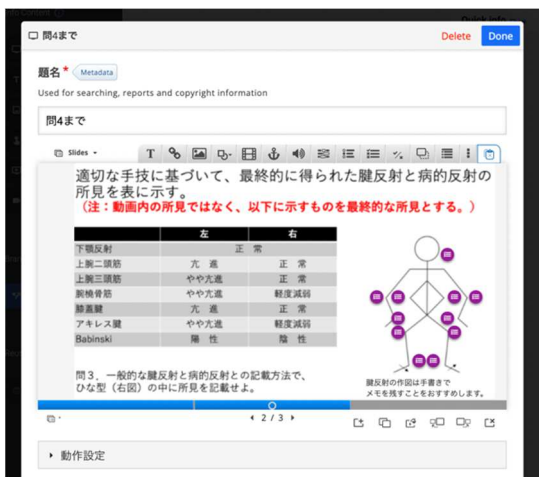 Quick info
問4まで
Delete
Done
題名 * Metadata
Used for searching, reports and copyright information
問4まで
Slides
T
適切な手技に基づいて、最終的に得られた腱反射と病的反射の
所見を表に示す。
(注:動画内の所見ではなく、以下に示すものを最終的な所見とする。)
左 右
下顎反射 正 常
上腕二頭筋 亢 進 正 常
上腕三頭筋 やや亢進 正 常
腕橈骨筋 やや亢進 軽度減弱
膝蓋腱 亢 進 正 常
アキレス腱 やや亢進 軽度減弱
Babinski 陽 性 陰 性
問3,一般的な腱反射と病的反射との記載方法で、
ひな型(右図)の中に所見を記載せよ。
腱反射の作図は手書きで
メモを残すことをおすすめします。
2 / 3
動作設定